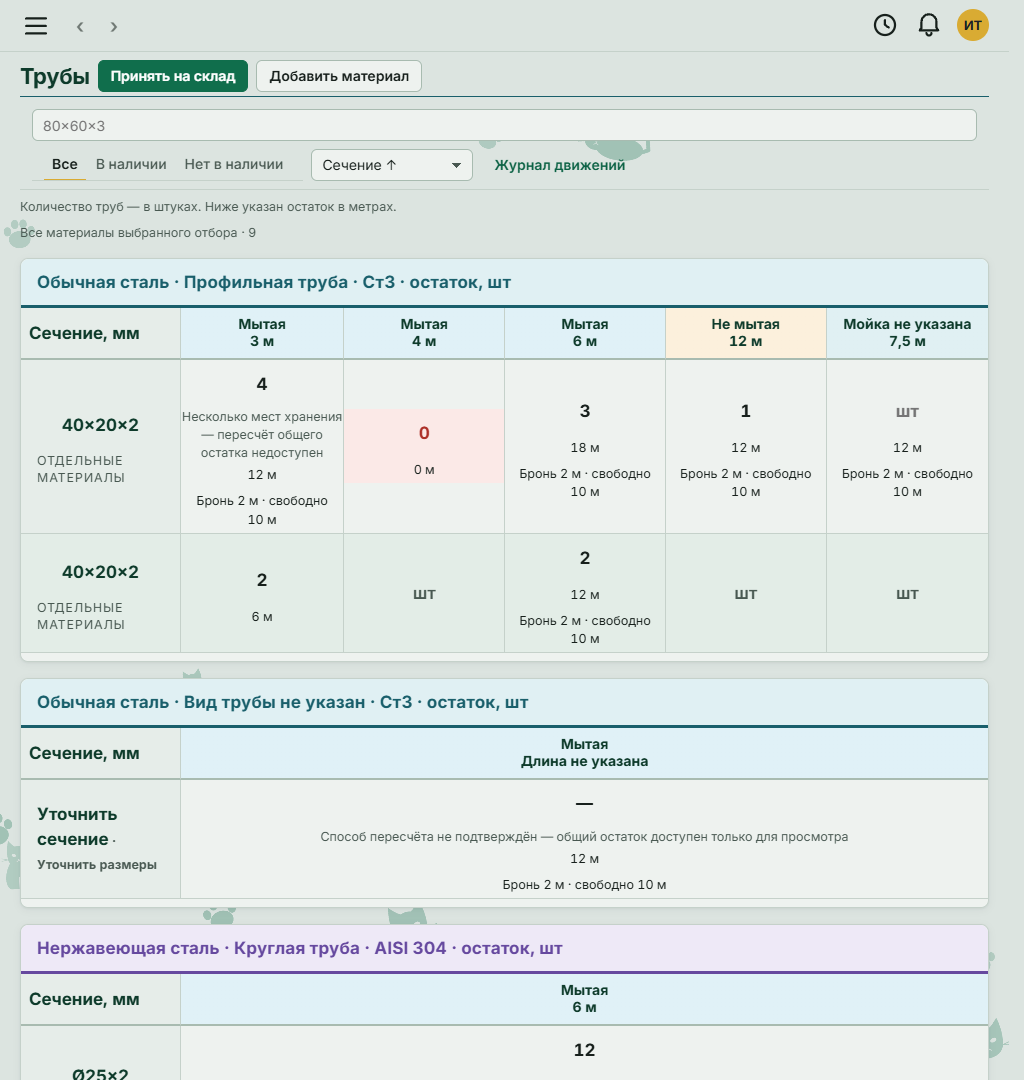 ИТ
Трубы
Принять на склад
Добавить материал
80×60×3
Все
В наличии
Нет в наличии
Сечение ↑
Журнал движений
Количество труб — в штуках. Ниже указан остаток в метрах.
Все материалы выбранного отбора · 9
Обычная сталь · Профильная труба · Ст3 · остаток, шт
Сечение, мм
Мытая
3 м
Мытая
4 м
Мытая
6 м
Не мытая
12 м
Мойка не указана
7,5 м
40×20×2
ОТДЕЛЬНЫЕ
МАТЕРИАЛЫ
4
Несколько мест хранения
— пересчёт общего
остатка недоступен
12 м
Бронь 2 м · свободно
10 м
0
0 м
3
18 м
Бронь 2 м · свободно
10 м
1
12 м
Бронь 2 м · свободно
10 м
шт
12 м
Бронь 2 м · свободно
10 м
40×20×2
ОТДЕЛЬНЫЕ
МАТЕРИАЛЫ
2
6 м
шт
2
12 м
Бронь 2 м · свободно
10 м
шт
шт
Обычная сталь · Вид трубы не указан · Ст3 · остаток, шт
Сечение, мм
Мытая
Длина не указана
Уточнить
сечение ·
Уточнить размеры
—
Способ пересчёта не подтверждён — общий остаток доступен только для просмотра
12 м
Бронь 2 м · свободно 10 м
Нержавеющая сталь · Круглая труба · AISI 304 · остаток, шт
Сечение, мм
Мытая
6 м
Ø25×2
12